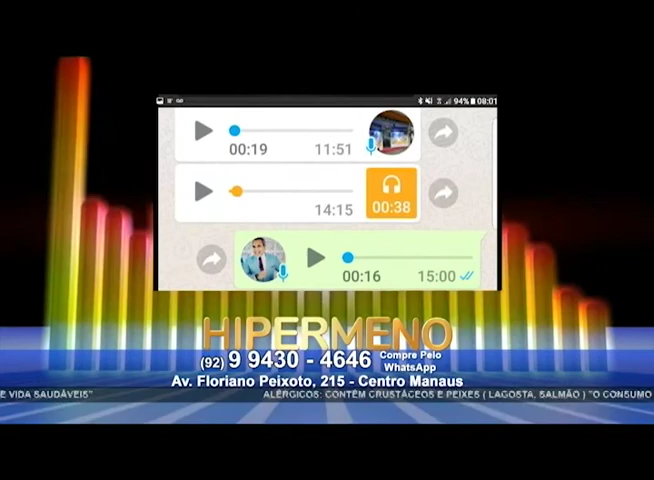 94% 08:01
00:19 11:51
14:15 00:38
00:16 15:00
HIPERMENO
(92) 9 9430 - 4646 Compre Pelo WhatsApp
Av. Floriano Peixoto, 215 - Centro Manaus
E VIDA SAUDÁVEIS" ALÉRGICOS: CONTÉM CRUSTÁCEOS E PEIXES ( LAGOSTA, SALMÃO ) "O CONSUMO